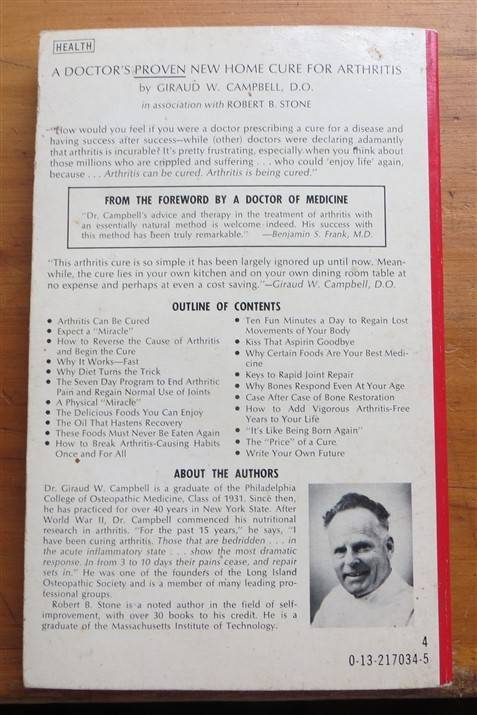 HEALTH
A DOCTOR'S PROVEN NEW HOME CURE FOR ARTHRITIS
by GIRAUD W. CAMPBELL, D.O.
in association with ROBERT B. STONE
"How would you feel if you were a doctor prescribing a cure for a disease and
having success after success—while (other) doctors were declaring adamantly
that arthritis is incurable? It's pretty frustrating, especially when you think about
those millions who are crippled and suffering . . . who could 'enjoy life' again,
because . . . Arthritis can be cured. Arthritis is being cured."
FROM THE FOREWORD BY A DOCTOR OF MEDICINE
"Dr. Campbell's advice and therapy in the treatment of arthritis with
an essentially natural method is welcome indeed. His success with
this method has been truly remarkable." —Benjamin S. Frank, M.D.
"This arthritis cure is so simple it has been largely ignored up until now. Mean-
while, the cure lies in your own kitchen and on your own dining room table at
no expense and perhaps even a cost saving."—Giraud W. Campbell, D.O.
OUTLINE OF CONTENTS
• Arthritis Can Be Cured
• Expect a "Miracle"
• How to Reverse the Cause of Arthritis
and Begin the Cure
• Why It Works—Fast
• Why Diet Turns the Trick
• The Seven Day Program to End Arthritic
Pain and Regain Normal Use of Joints
• A Physical "Miracle"
• The Delicious Foods You Can Enjoy
• The Oil That Hastens Recovery
• These Foods Must Never Be Eaten Again
• How to Break Arthritis-Causing Habits
Once and For All
• Ten Fun Minutes a Day to Regain Lost
Movements of Your Body
• Kiss That Aspirin Goodbye
• Why Certain Foods Are Your Best Medi-
cine
• Keys to Rapid Joint Repair
• Why Bones Respond Even At Your Age
• Case After Case of Bone Restoration
• How to Add Vigorous Arthritis-Free
Years to Your Life
• "It's Like Being Born Again"
• The "Price" of a Cure
• Write Your Own Future
ABOUT THE AUTHORS
Dr. Giraud W. Campbell is a graduate of the Philadelphia
College of Osteopathic Medicine, Class of 1931. Since then,
he has practiced for over 40 years in New York State. After
World War II, Dr. Campbell commenced his nutritional
research in arthritis. "For the past 15 years," he says, "I
have been curing arthritis. Those that are bedridden . . . in
the acute inflammatory state . . . show the most dramatic
response. In from 3 to 10 days their pains cease, and repair
sets in." He was one of the founders of the Long Island
Osteopathic Society and is a member of many leading pro-
fessional groups.
Robert B. Stone is a noted author in the field of self-
improvement, with over 30 books to his credit. He is a
graduate of the Massachusetts Institute of Technology.
4
0-13-217034-5